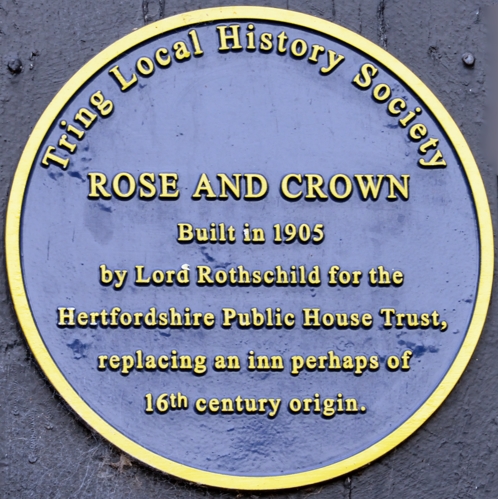 Tring Local History Society
ROSE AND CROWN
Built in 1905
by Lord Rothschild for the
Hertfordshire Public House Trust,
replacing an inn perhaps of
16th century origin.